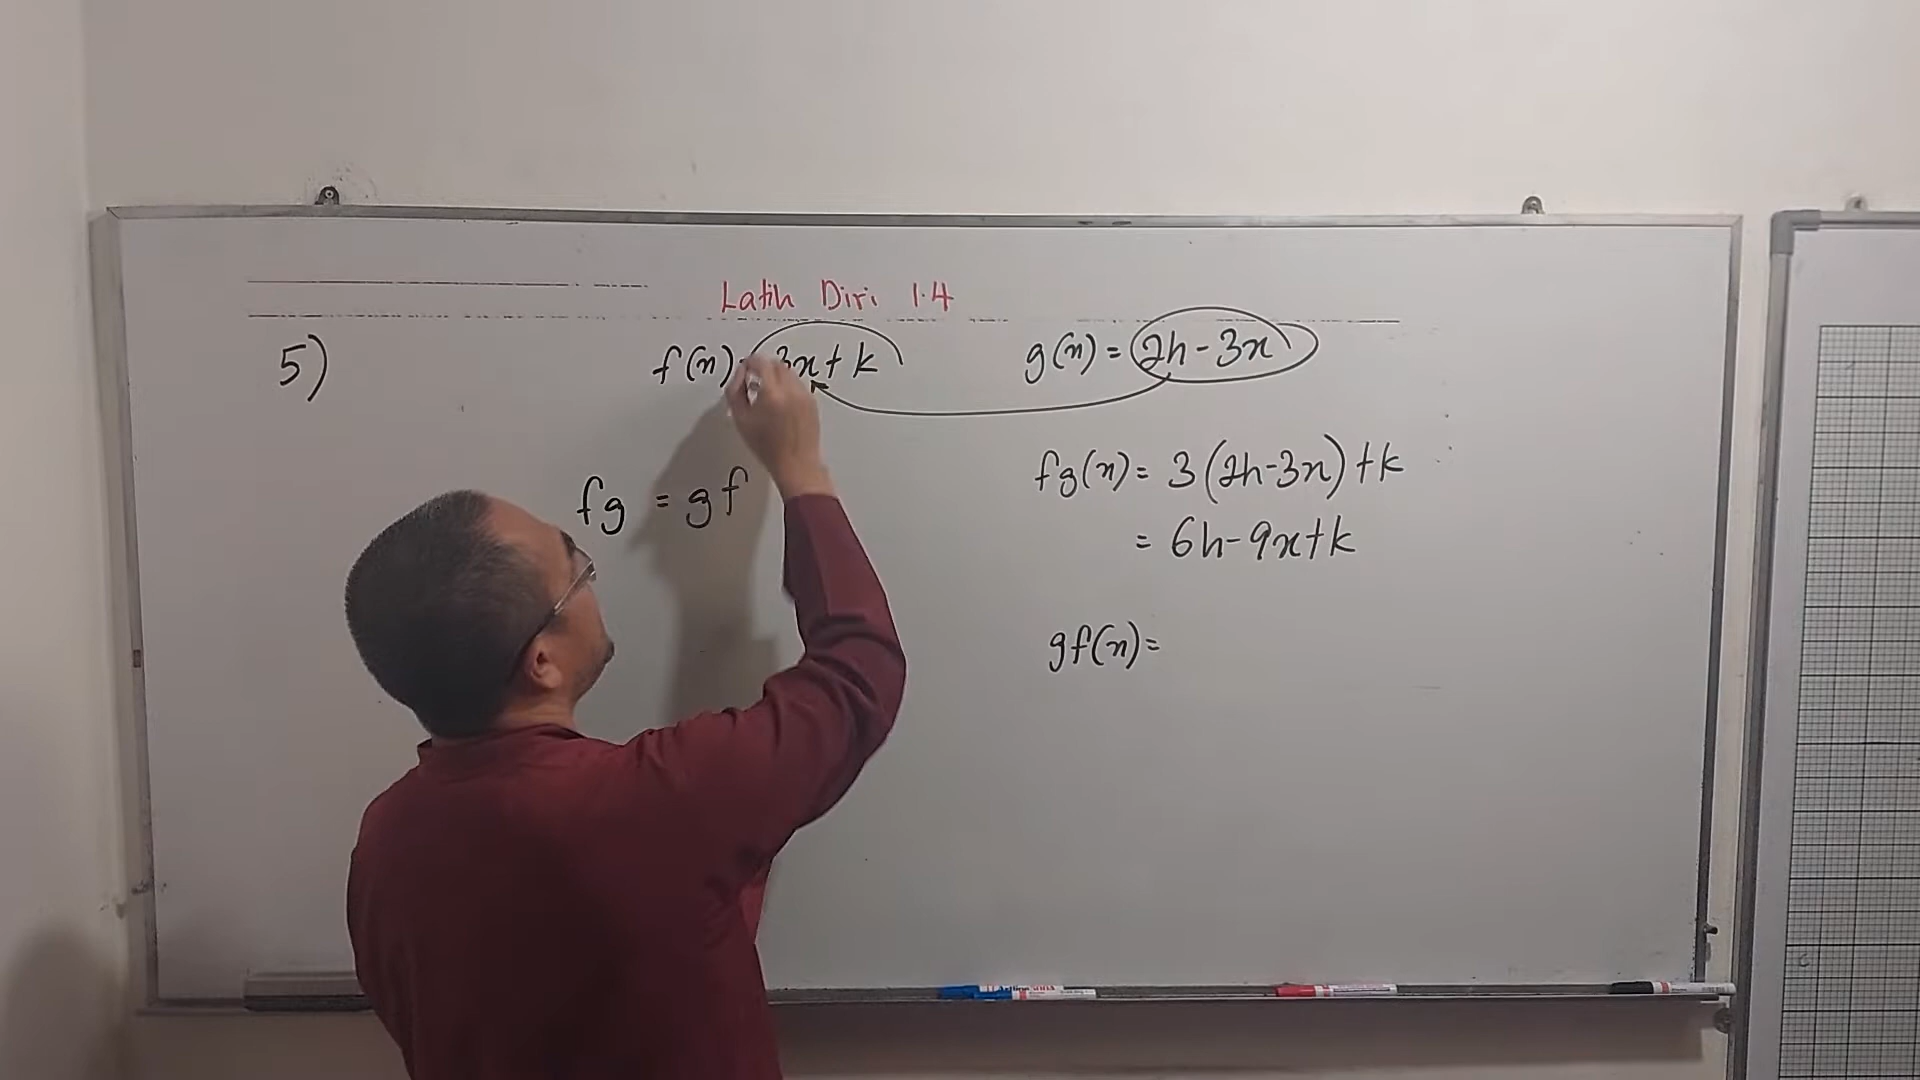 Latih Diri 1.4
5) f(x)= 3x+k g(x) = 2h-3x
fg = gf
fg(x)= 3(2h-3x)+k
= 6h-9x+k
gf(x)=